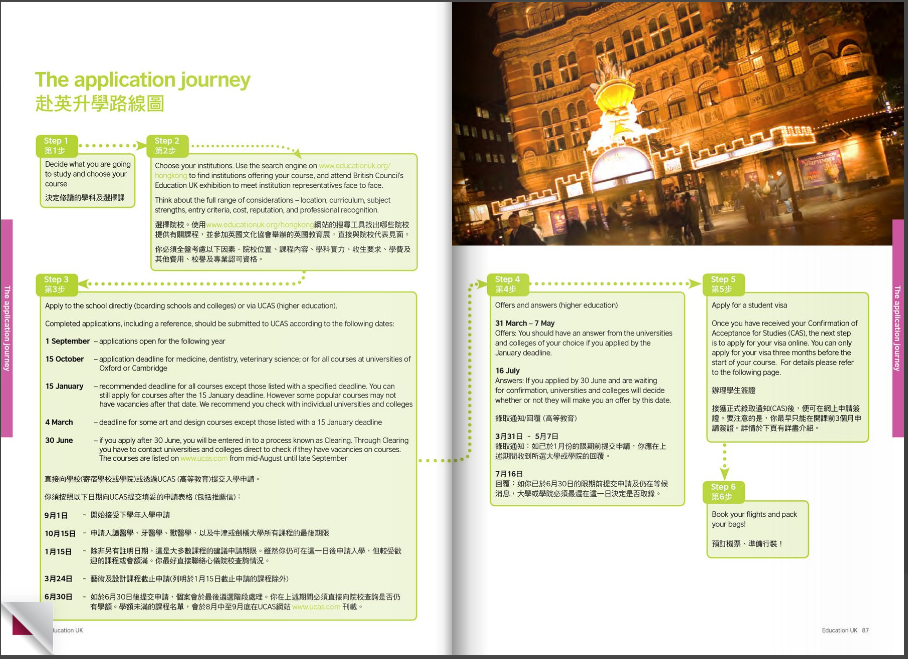 The application journey
赴英升學路線圖
Step 1
第1步
Decide what you are going
to study and choose your
course
決定修讀的學科及選擇課
Step 2
第2步
Choose your institutions. Use the search engine on www.educationuk.org/
hongkong to find institutions offering your course, and attend British Council's
Education UK exhibition to meet institution representatives face to face.
Think about the full range of considerations – location, curriculum, subject
strengths, entry criteria, cost, reputation, and professional recognition.
選擇院校。使用www.educationuk.org/hongkong網站的搜尋工具找出哪些院校
提供有關課程，並參加英國文化協會舉辦的英國教育展，直接與院校代表見面。
你必須全盤考慮以下因素．院校位置、課程內容、學科實力、收生要求、學費及
其他費用、校譽及專業認可資格。
Step 3
第3步
Apply to the school directly (boarding schools and colleges) or via UCAS (higher education).
Completed applications, including a reference, should be submitted to UCAS according to the following dates:
1 September – applications open for the following year
15 October – application deadline for medicine, dentistry, veterinary science; or for all courses at universities of
Oxford or Cambridge
15 January – recommended deadline for all courses except those listed with a specified deadline. You can
still apply for courses after the 15 January deadline. However some popular courses may not
have vacancies after that date. We recommend you check with individual universities and colleges
4 March – deadline for some art and design courses except those listed with a 15 January deadline
30 June – if you apply after 30 June, you will be entered in to a process known as Clearing. Through Clearing
you have to contact universities and colleges direct to check if they have vacancies on courses.
The courses are listed on www.ucas.com from mid-August until late September
直接向學校(寄宿學校或學院)或透過UCAS (高等教育)提交入學申請。
你須按照以下日期向UCAS提交填妥的申請表格 (包括推薦信)：
9月1日 - 開始接受下學年入學申請
10月15日 - 申請入讀醫學、牙醫學、獸醫學，以及牛津或劍橋大學所有課程的最後期限
1月15日 - 除非另有註明日期，這是大多數課程的建議申請期限。雖然你仍可在這一日後申請入學，但較受歡
迎的課程或會額滿。你最好直接聯絡心儀院校查詢情況。
3月24日 - 藝術及設計課程截止申請(列明於1月15日截止申請的課程除外)
6月30日 - 如於6月30日後提交申請，個案會於最後遴選階段處理。你在上述期間必須直接向院校查詢是否仍
有學額。學額未滿的課程名單，會於8月中至9月底在UCAS網站 www.ucas.com 刊載。
ducation UK
The application journey
Step 4
第4步
Offers and answers (higher education)
31 March – 7 May
Offers: You should have an answer from the universities
and colleges of your choice if you applied by the
January deadline.
16 July
Answers: If you applied by 30 June and are waiting
for confirmation, universities and colleges will decide
whether or not they will make you an offer by this date.
錄取通知/回覆 (高等教育)
3月31日 - 5月7日
錄取通知：如已於1月份的限期前提交申請，你應在上
述期間收到所選大學或學院的回覆。
7月16日
回覆：如你已於6月30日的限期前提交申請及仍在等候
消息，大學或學院必須最遲在這一日決定是否取錄。
Step 5
第5步
Apply for a student visa
Once you have received your Confirmation of
Acceptance for Studies (CAS), the next step
is to apply for your visa online. You can only
apply for your visa three months before the
start of your course. For details please refer
to the following page.
辦理學生簽證
接獲正式錄取通知(CAS)後，便可在網上申請簽
證。要注意的是，你最早只能在開課前3個月申
請簽證。詳情於下頁有詳盡介紹。
Step 6
第6步
Book your flights and pack
your bags!
預訂機票、準備行裝！
The application journey
Education UK 87